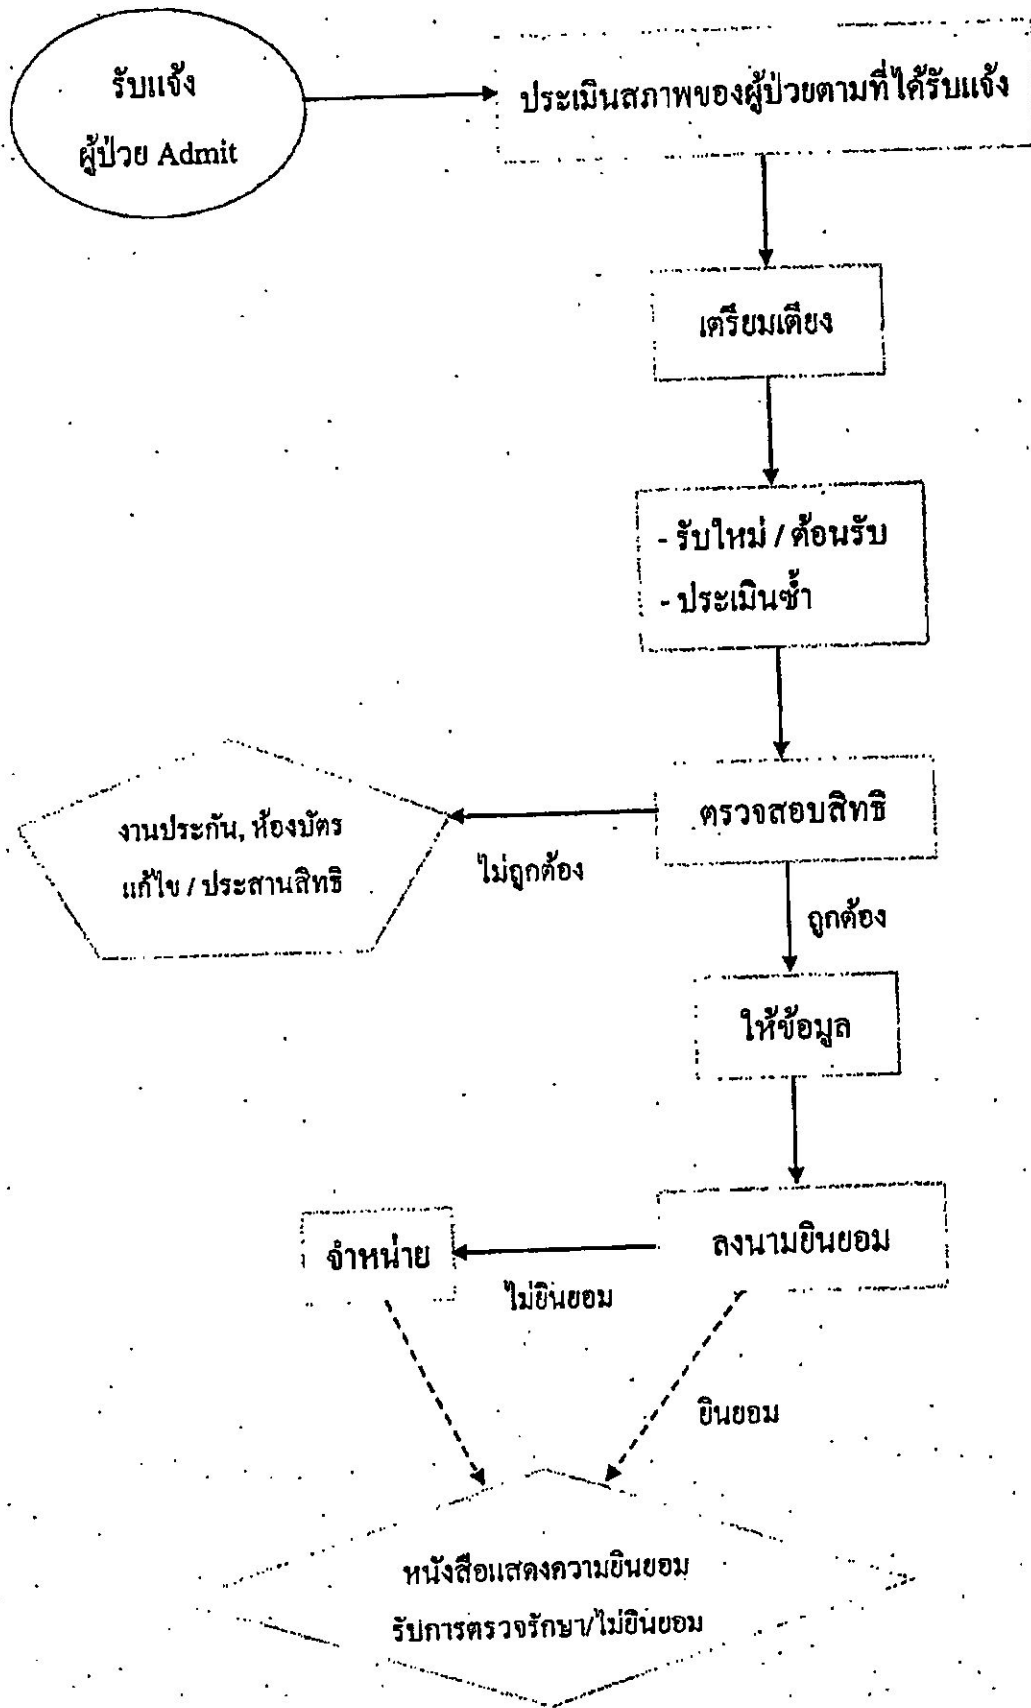 รับแจ้ง
ผู้ป่วย Admit
ประเมินสภาพของผู้ป่วยตามที่ได้รับแจ้ง
เตรียมเตียง
- รับใหม่ / ต้อนรับ
- ประเมินซ้ำ
ตรวจสอบสิทธิ
งานประกัน, ห้องบัตร
แก้ไข / ประสานสิทธิ
ไม่ถูกต้อง
ถูกต้อง
ให้ข้อมูล
ลงนามยินยอม
จำหน่าย
ไม่ยินยอม
ยินยอม
หนังสือแสดงความยินยอม
รับการตรวจรักษา/ไม่ยินยอม